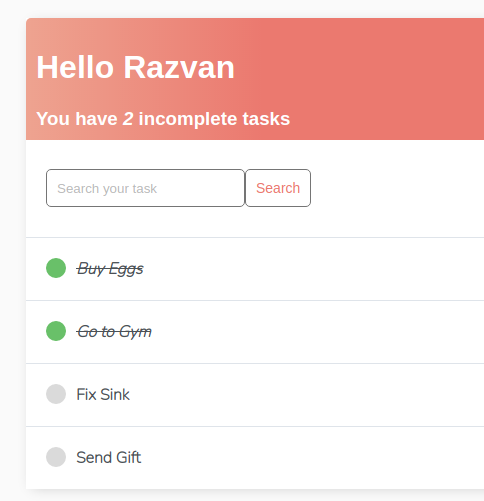 Hello Razvan
You have 2 incomplete tasks
Search your task Search
Buy Eggs
Go to Gym
Fix Sink
Send Gift